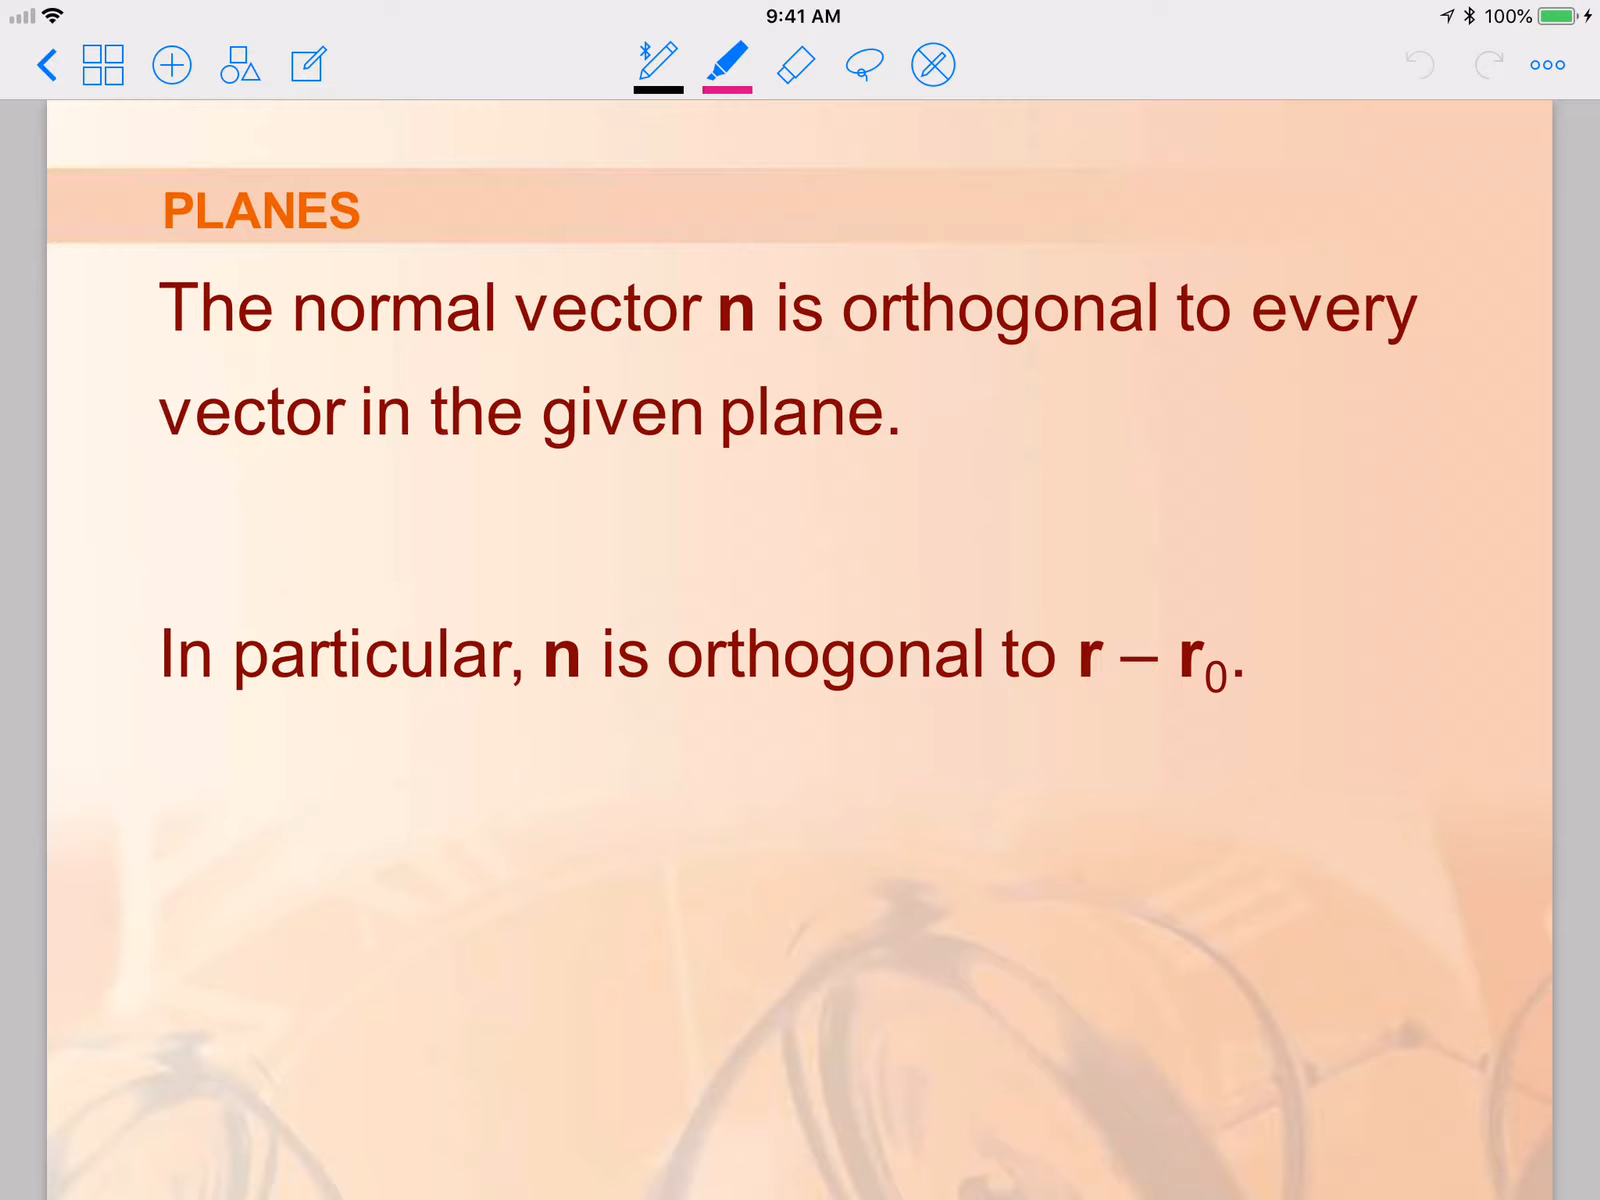 9:41 AM
100%
PLANES
The normal vector n is orthogonal to every
vector in the given plane.
In particular, n is orthogonal to r – r₀.